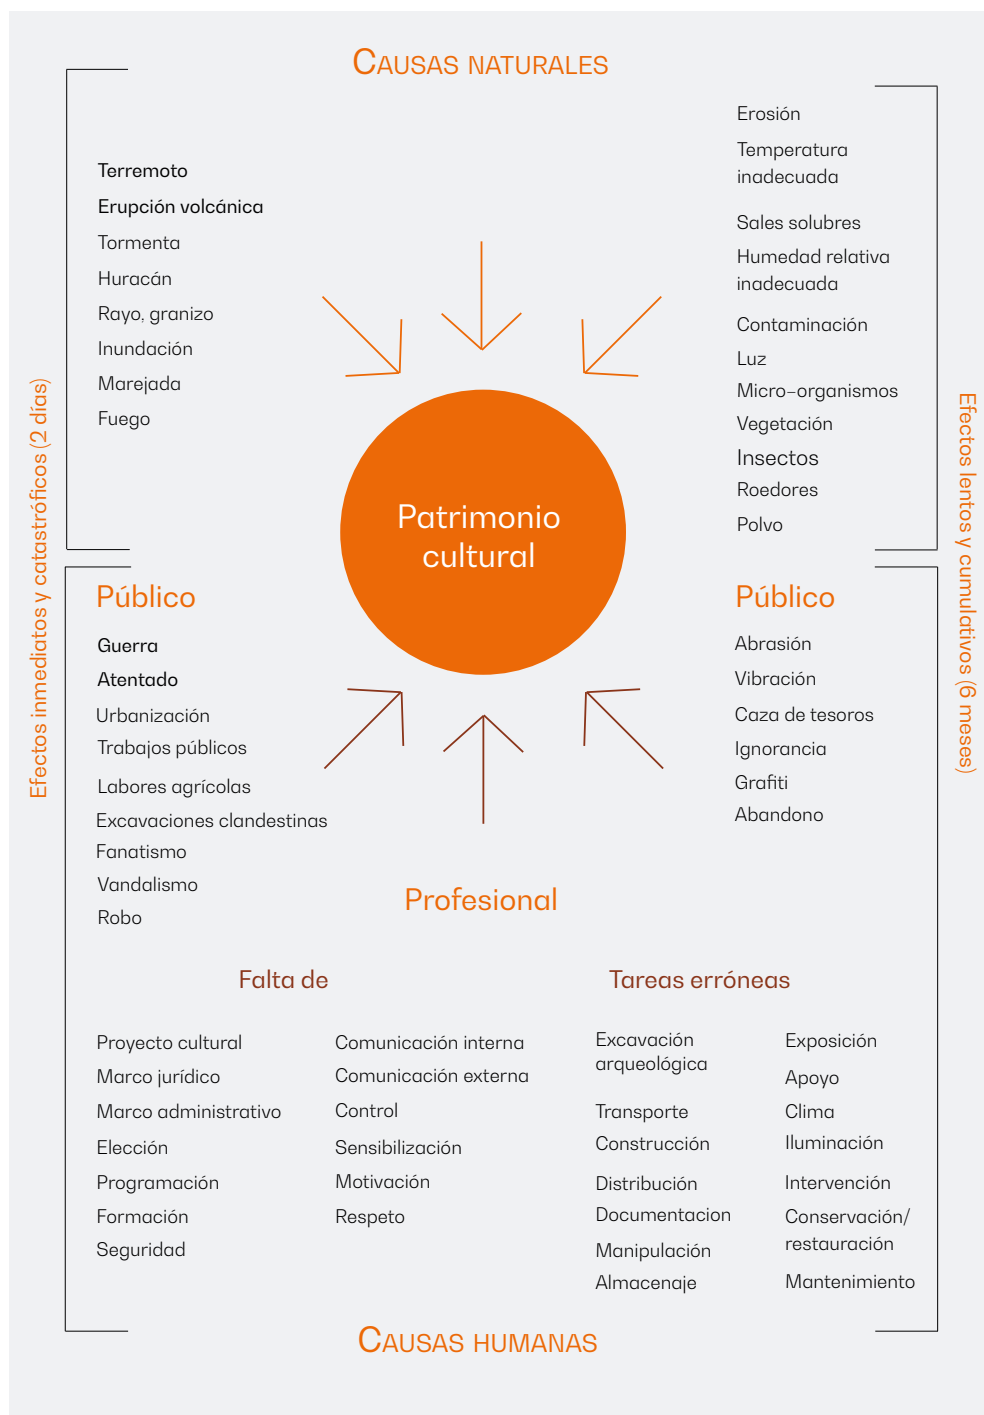 CAUSAS NATURALES
Terremoto
Erupción volcánica
Tormenta
Huracán
Rayo, granizo
Inundación
Marejada
Fuego
Erosión
Temperatura
inadecuada
Sales solubres
Humedad relativa
inadecuada
Contaminación
Luz
Micro–organismos
Vegetación
Insectos
Roedores
Polvo
Efectos inmediatos y catastróficos (2 días)
Patrimonio
cultural
Efectos lentos y cumulativos (6 meses)
Público
Guerra
Atentado
Urbanización
Trabajos públicos
Labores agrícolas
Excavaciones clandestinas
Fanatismo
Vandalismo
Robo
Público
Abrasión
Vibración
Caza de tesoros
Ignorancia
Grafiti
Abandono
Profesional
Falta de
Proyecto cultural
Marco jurídico
Marco administrativo
Elección
Programación
Formación
Seguridad
Comunicación interna
Comunicación externa
Control
Sensibilización
Motivación
Respeto
Tareas erróneas
Excavación
arqueológica
Transporte
Construcción
Distribución
Documentacion
Manipulación
Almacenaje
Exposición
Apoyo
Clima
Iluminación
Intervención
Conservación/
restauración
Mantenimiento
CAUSAS HUMANAS